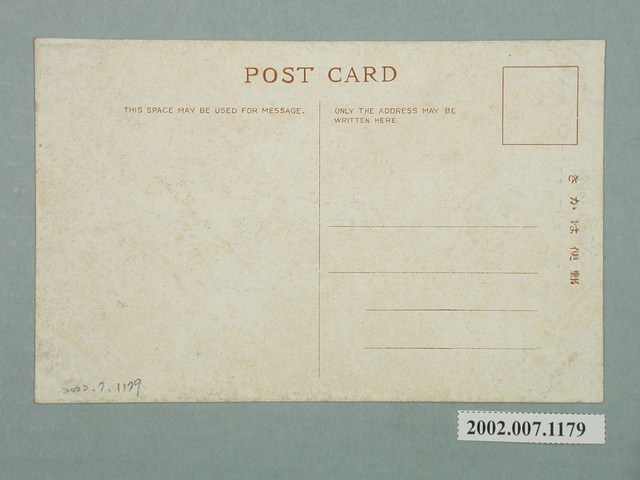 POST CARD
THIS SPACE MAY BE USED FOR MESSAGE.
ONLY THE ADDRESS MAY BE
WRITTEN HERE
きかは便郵
2002.7.1179
2002.007.1179